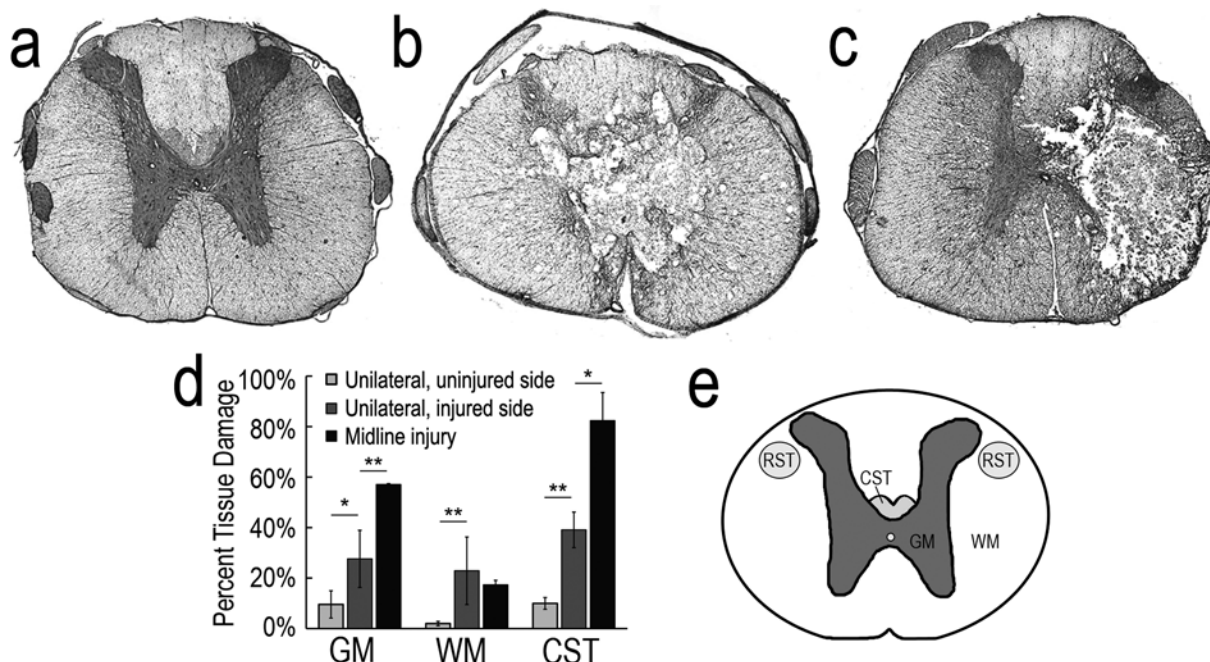 a
b
c
d
Percent Tissue Damage
100%
80%
60%
40%
20%
0%
Unilateral, uninjured side
Unilateral, injured side
Midline injury
*
**
**
**
*
GM
WM
CST
e
RST
CST
RST
GM
WM